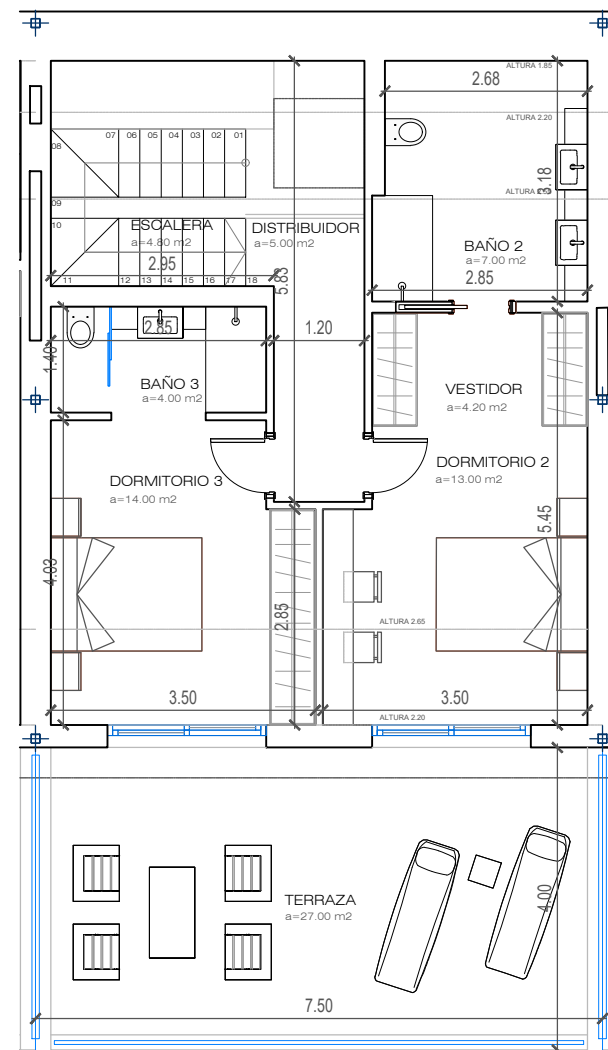 ALTURA 1.85
2.68
ALTURA 2.20
07 06 05 04 03 02 01
08
3.18
09
10
ESCALERA
a=4.80 m2
2.95
DISTRIBUIDOR
a=5.00 m2
BAÑO 2
a=7.00 m2
2.85
11 12 13 14 15 16 17 18
5.83
2.85
1.20
1.40
BAÑO 3
a=4.00 m2
VESTIDOR
a=4.20 m2
DORMITORIO 3
a=14.00 m2
DORMITORIO 2
a=13.00 m2
5.45
4.03
2.85
ALTURA 2.65
3.50
3.50
ALTURA 2.20
TERRAZA
a=27.00 m2
4.00
7.50